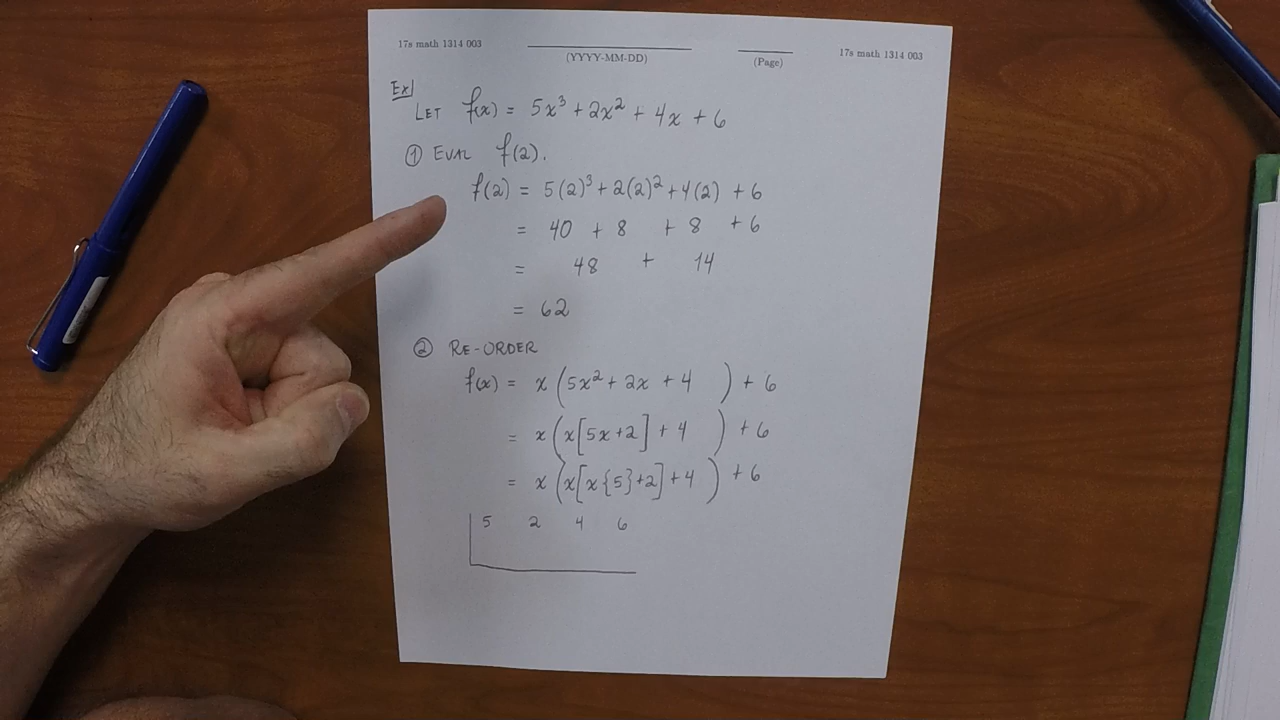 17s math 1314 003 (YYYY-MM-DD) (Page) 17s math 1314 003
Ex)
LET f(x) = 5x³ + 2x² + 4x + 6
① EVAL f(2).
f(2) = 5(2)³ + 2(2)² + 4(2) + 6
= 40 + 8 + 8 + 6
= 48 + 14
= 62
② RE-ORDER
f(x) = x(5x² + 2x + 4) + 6
= x(x[5x+2] + 4) + 6
= x(x[x{5}+2] + 4) + 6
5 2 4 6